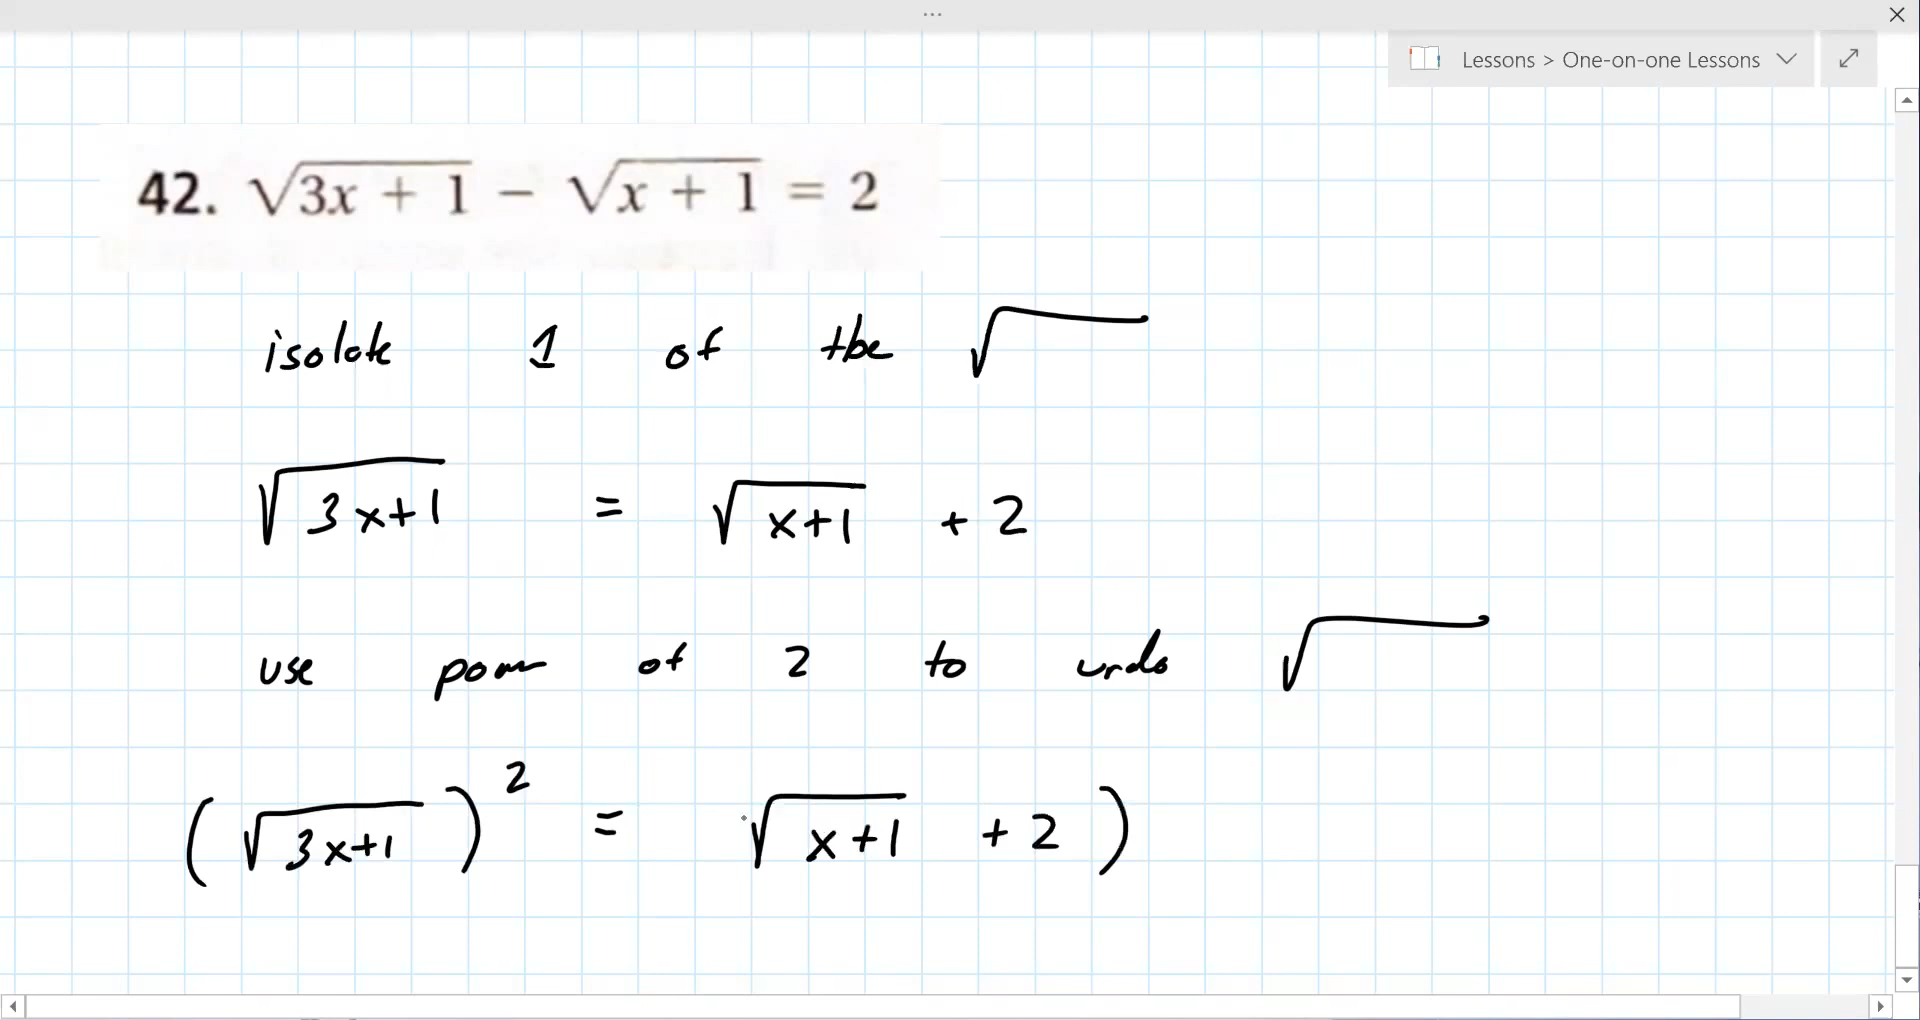 ...
Lessons > One-on-one Lessons
42. √(3x + 1) − √(x + 1) = 2
isolate 1 of the √
√(3x+1) = √(x+1) + 2
use power of 2 to undo √
(√(3x+1))² = √(x+1) + 2)